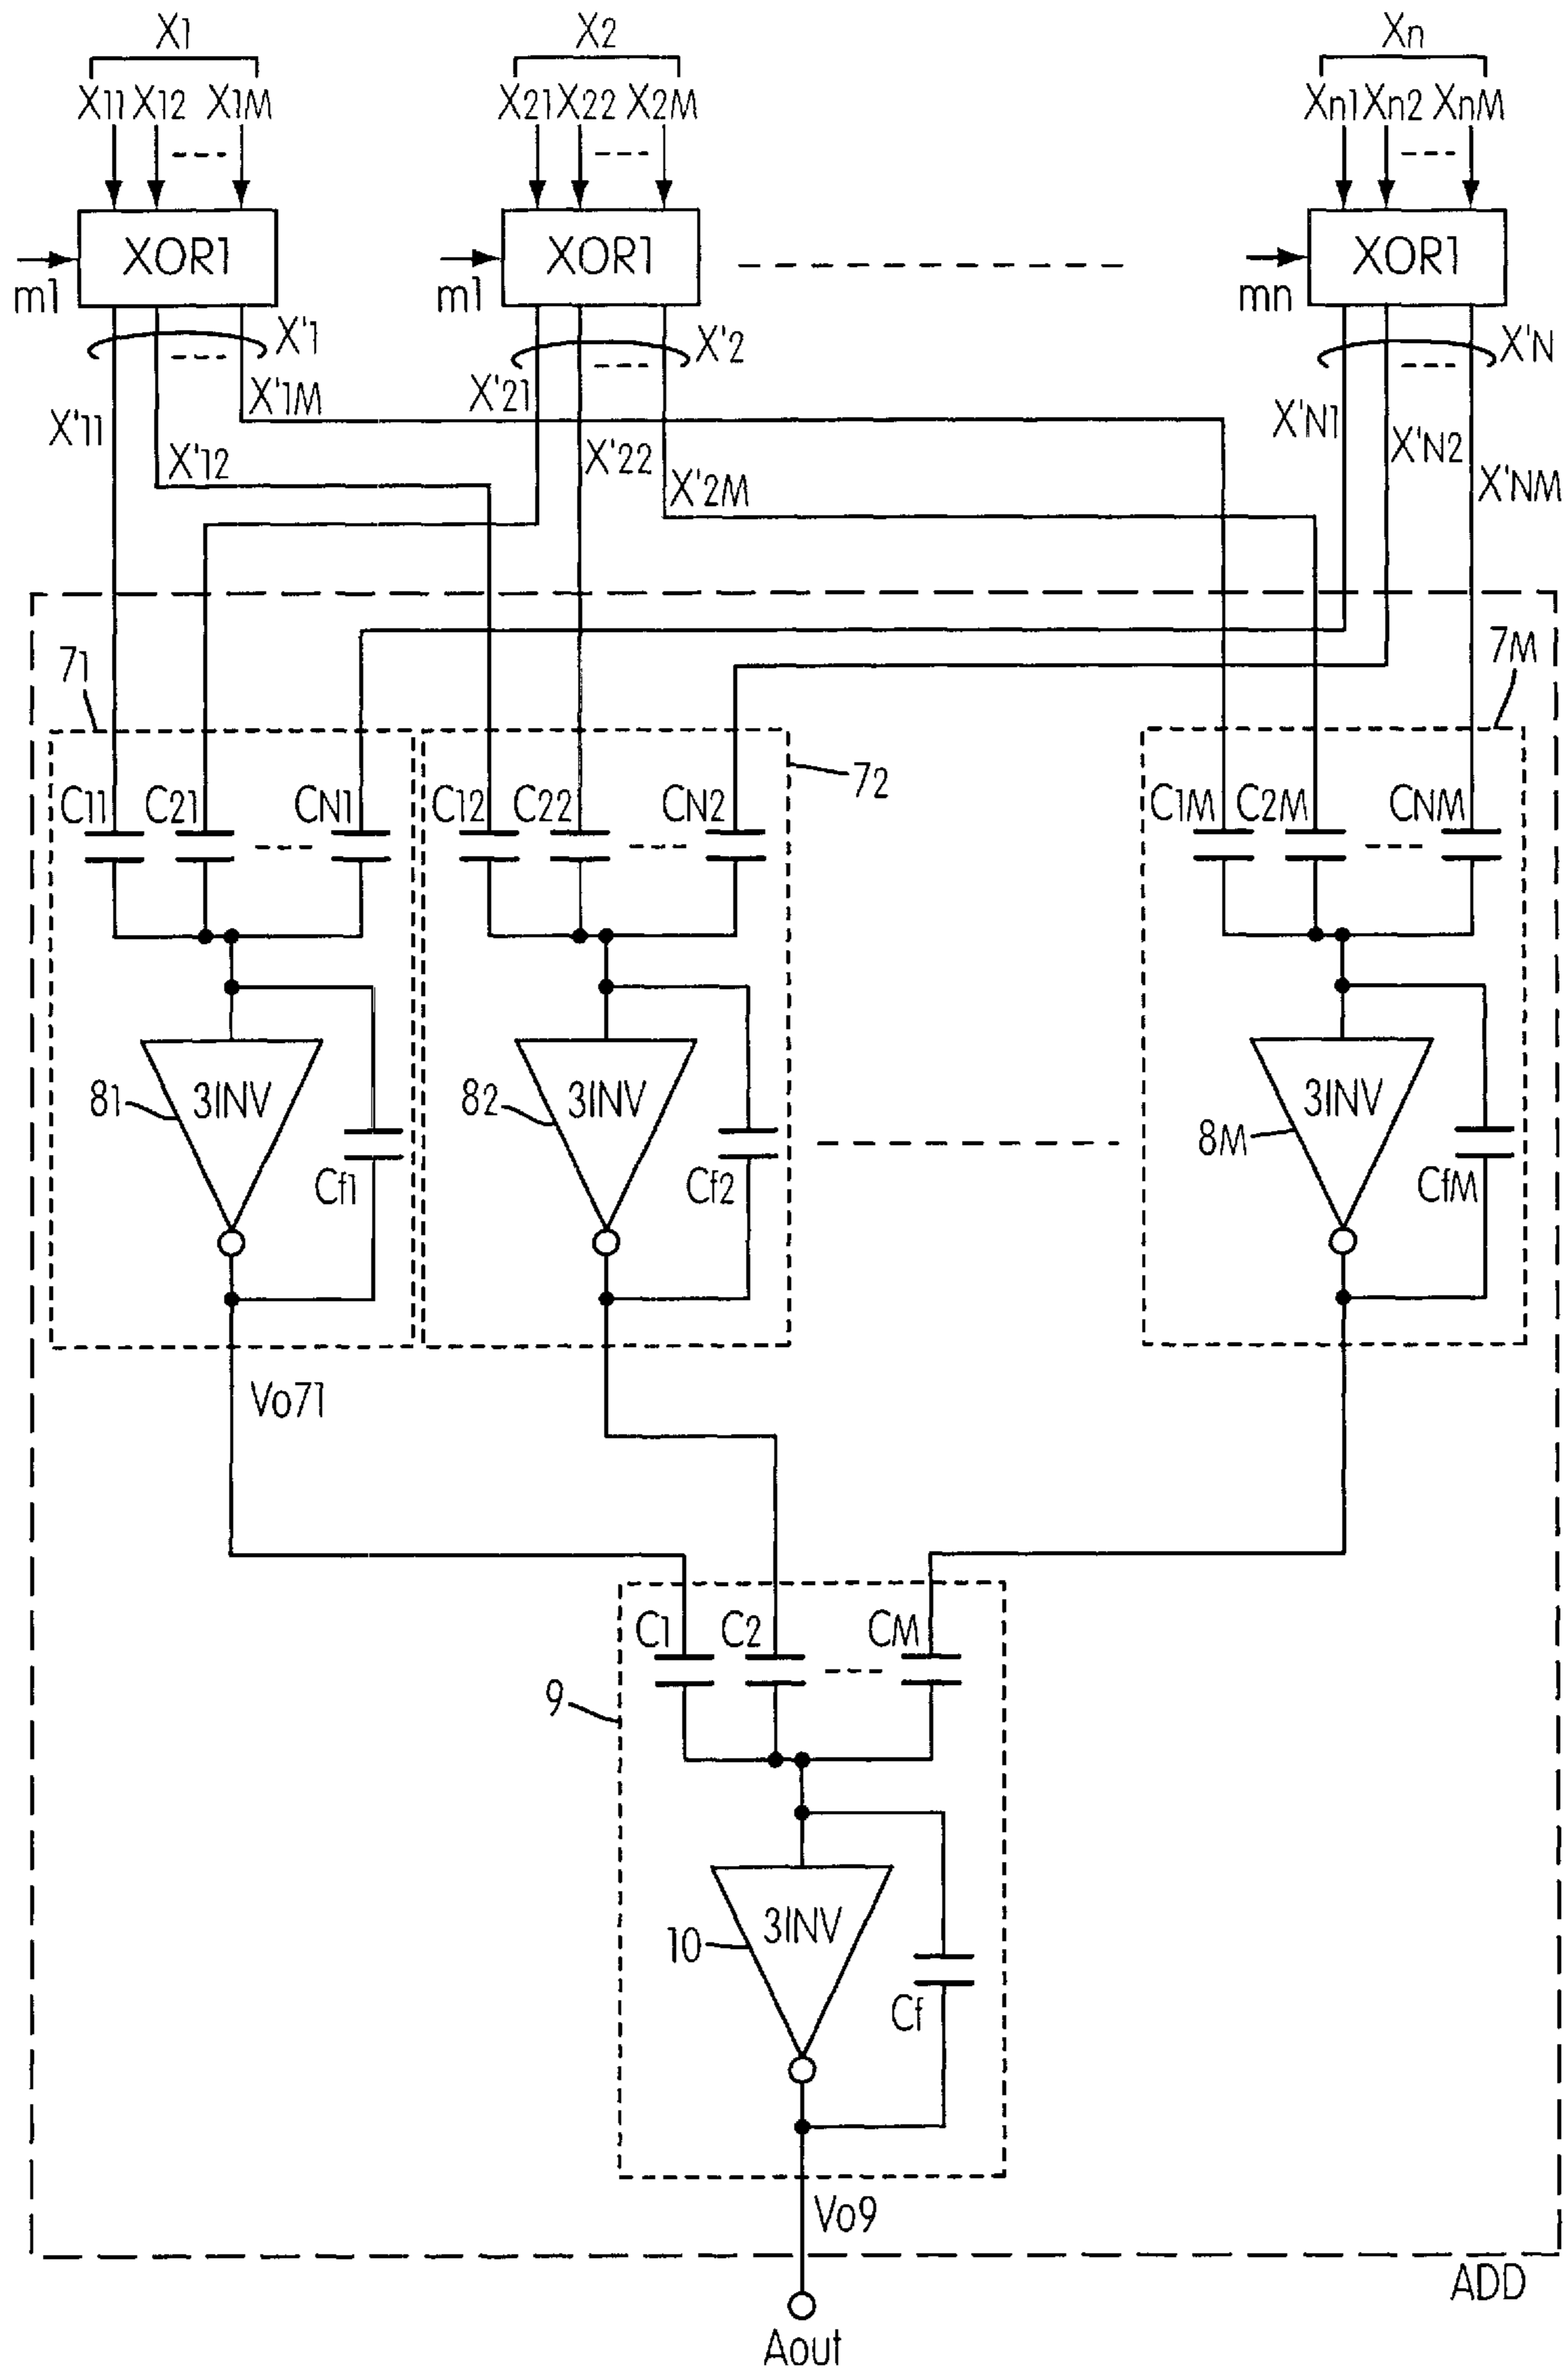 X1 X2 Xn
X11 X12 X1M X21 X22 X2M Xn1 Xn2 XnM
XOR1 XOR1 XOR1
m1 m1 mn
X'1 X'2 X'N
X'11 X'1M X'21 X'N1
X'12 X'22 X'2M X'N2 X'NM
71 7M
72
C11 C21 CN1 C12 C22 CN2 C1M C2M CNM
81 3INV 82 3INV 8M 3INV
Cf1 Cf2 CfM
Vo71
C1 C2 CM
9
10 3INV
Cf
Vo9
ADD
Aout